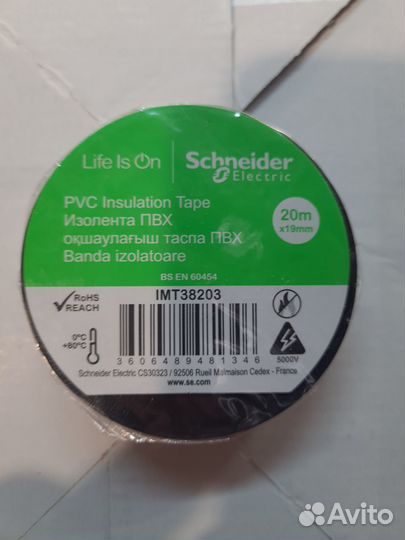 Life Is On
Schneider
Electric
PVC Insulation Tape
Изолента ПВХ
оқшаулағыш таспа ПВХ
Banda izolatoare
20m
x19mm
BS EN 60454
RoHS
REACH
IMT38203
0°C
+80°C
3606489481346
5000V
Schneider Electric CS30323 / 92506 Rueil Malmaison Cedex - France
www.se.com
Avito